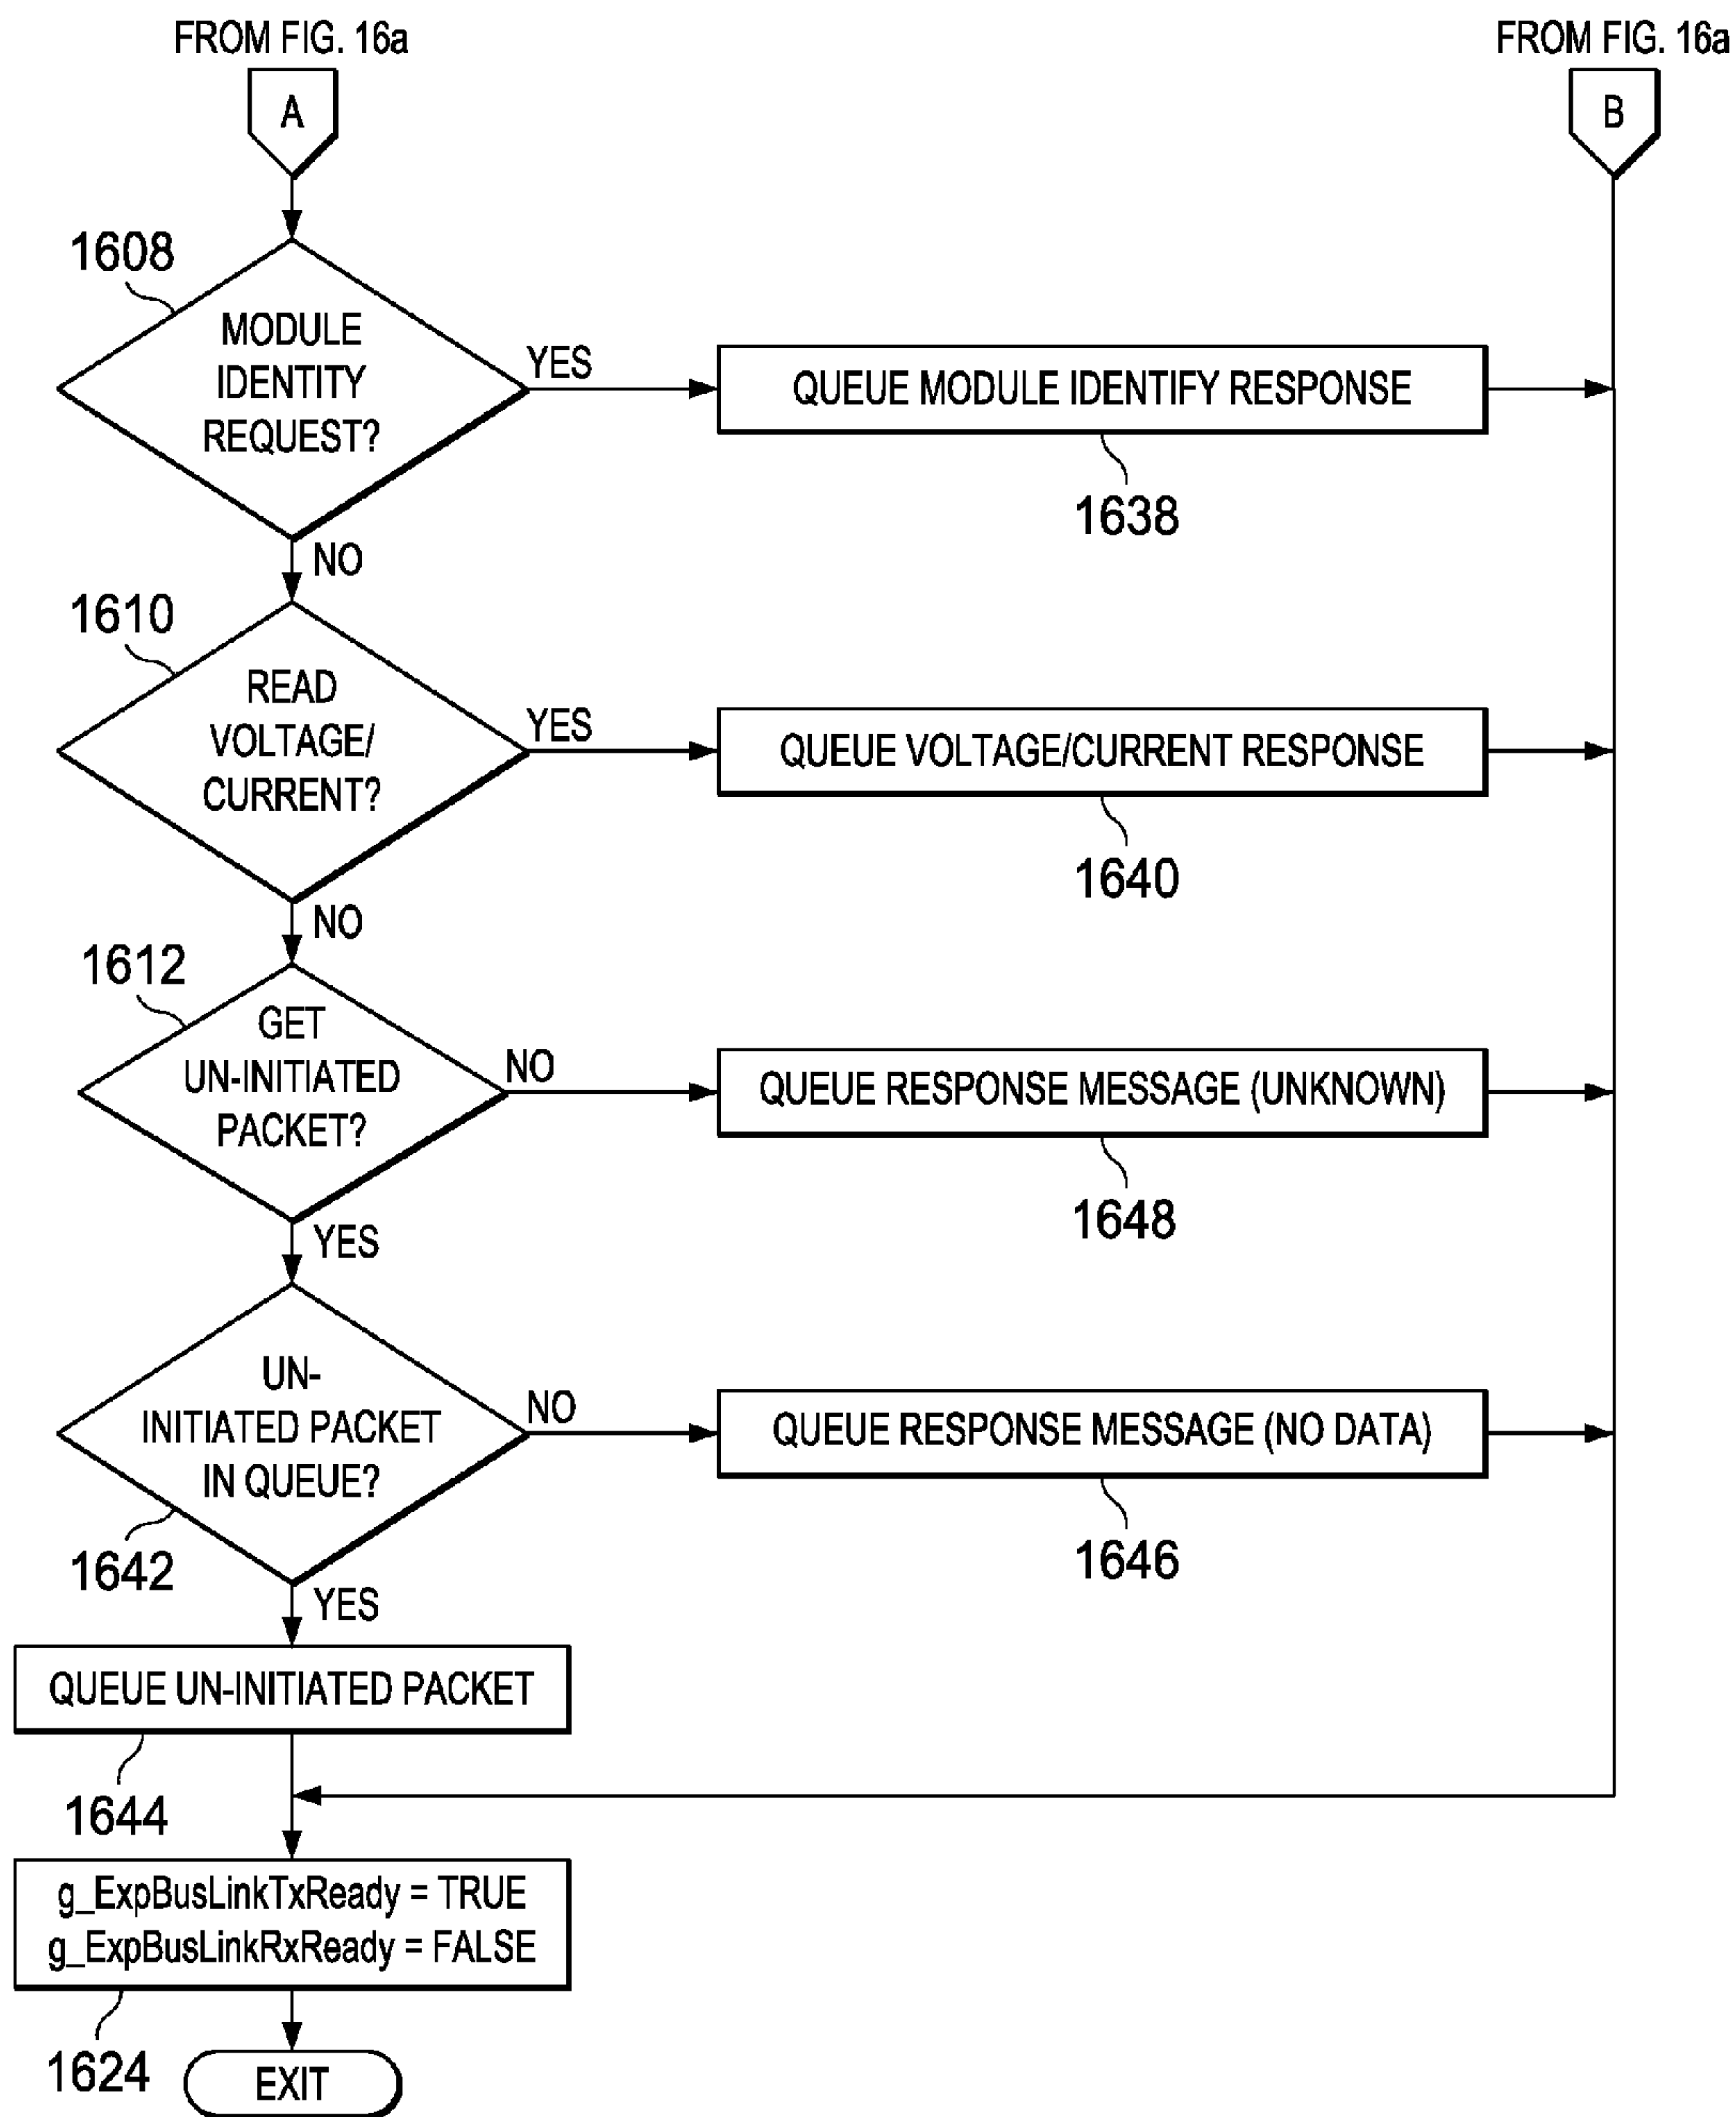 FROM FIG. 16a
FROM FIG. 16a
A
B
1608
MODULE
IDENTITY
REQUEST?
YES
QUEUE MODULE IDENTIFY RESPONSE
1638
NO
1610
READ
VOLTAGE/
CURRENT?
YES
QUEUE VOLTAGE/CURRENT RESPONSE
1640
NO
1612
GET
UN-INITIATED
PACKET?
NO
QUEUE RESPONSE MESSAGE (UNKNOWN)
1648
YES
UN-
INITIATED PACKET
IN QUEUE?
NO
QUEUE RESPONSE MESSAGE (NO DATA)
1642
1646
YES
QUEUE UN-INITIATED PACKET
1644
g_ExpBusLinkTxReady = TRUE
g_ExpBusLinkRxReady = FALSE
1624
EXIT